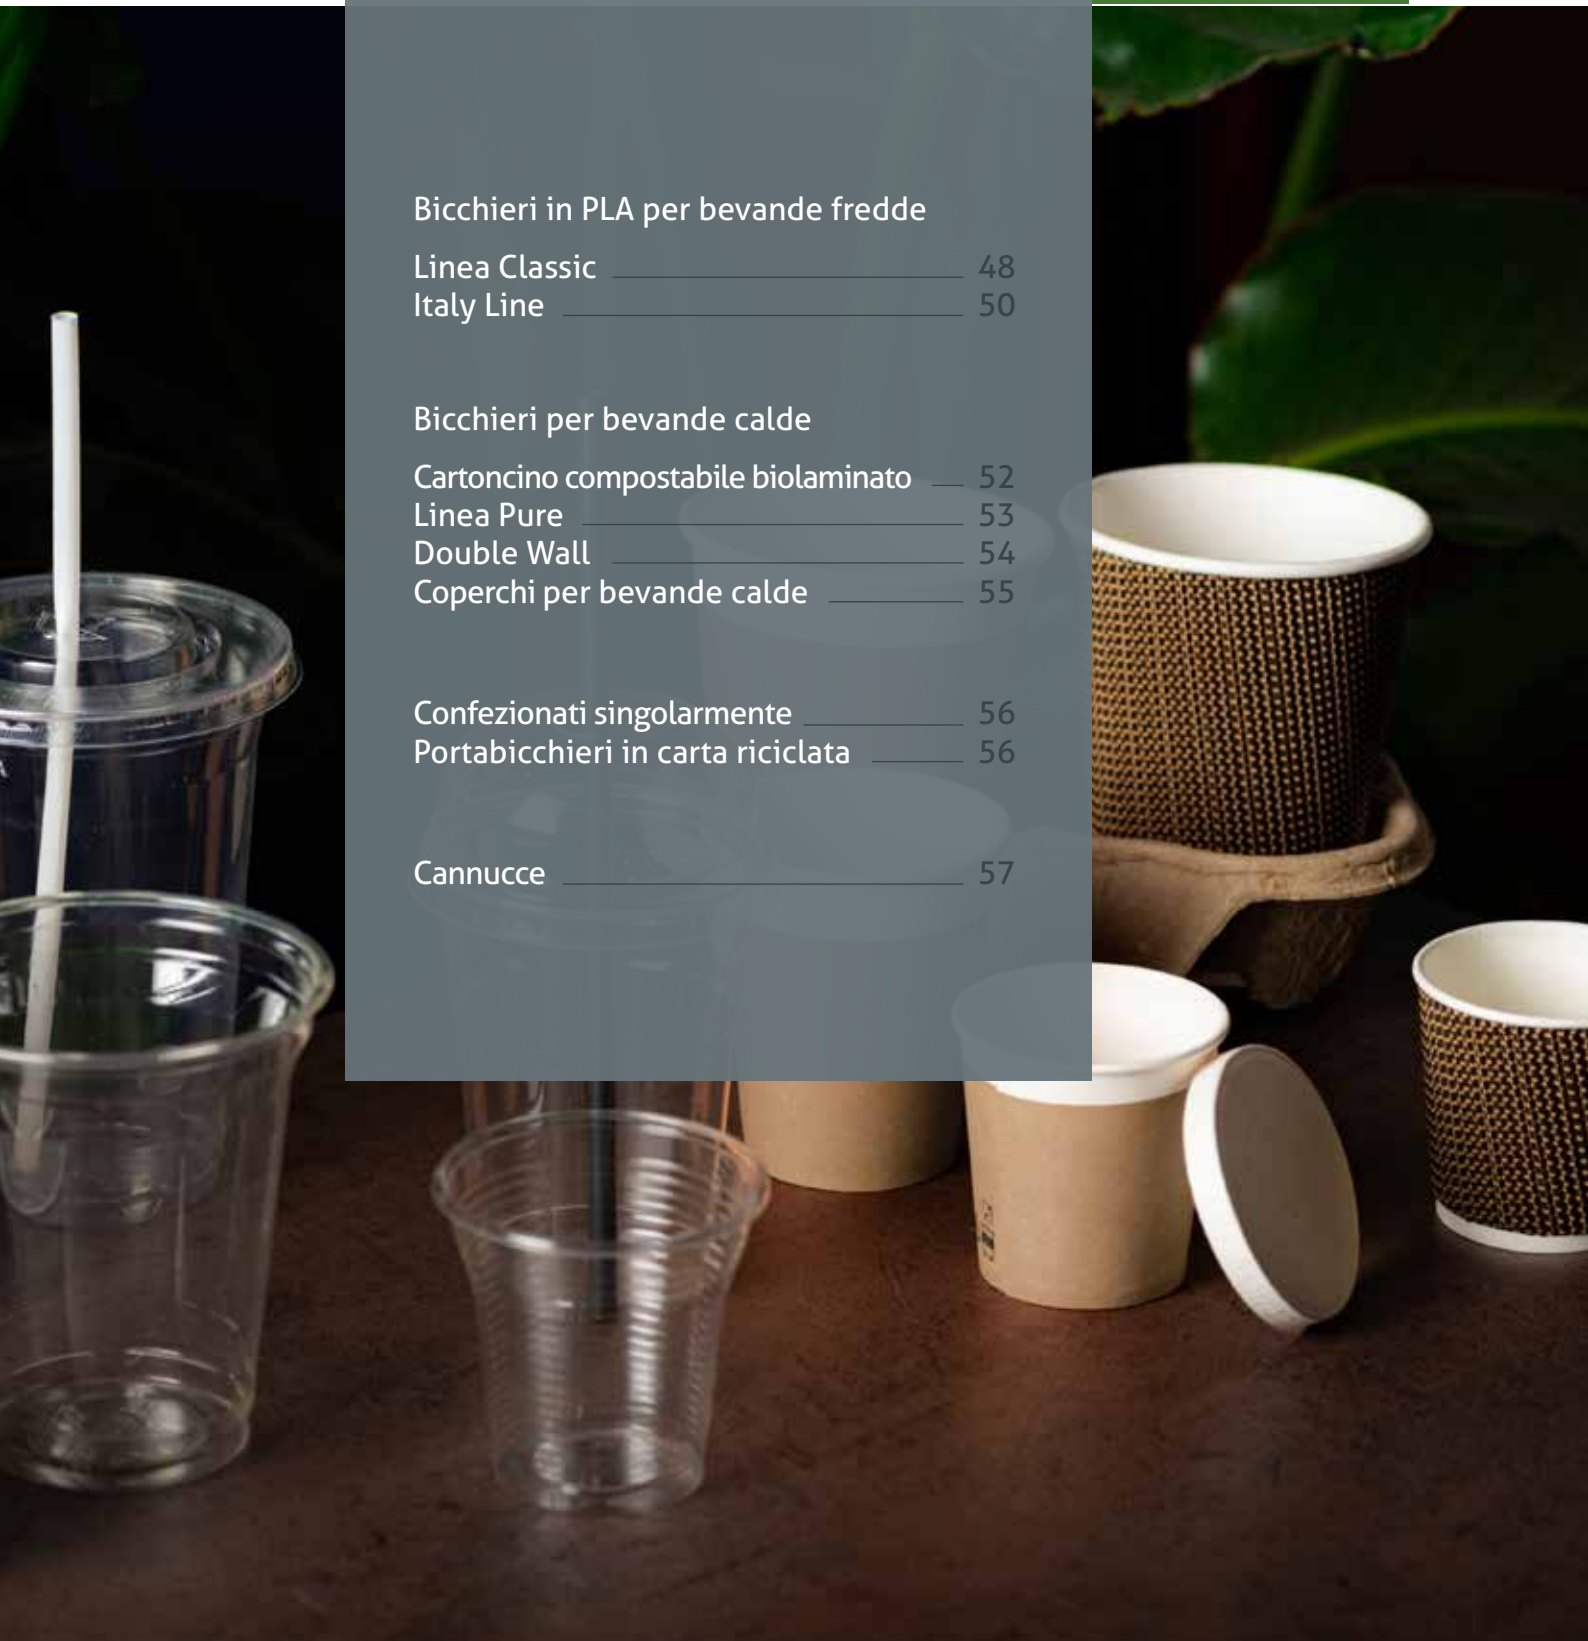 Bicchieri in PLA per bevande fredde
Linea Classic 48
Italy Line 50
Bicchieri per bevande calde
Cartoncino compostabile biolaminato 52
Linea Pure 53
Double Wall 54
Coperchi per bevande calde 55
Confezionati singolarmente 56
Portabicchieri in carta riciclata 56
Cannucce 57